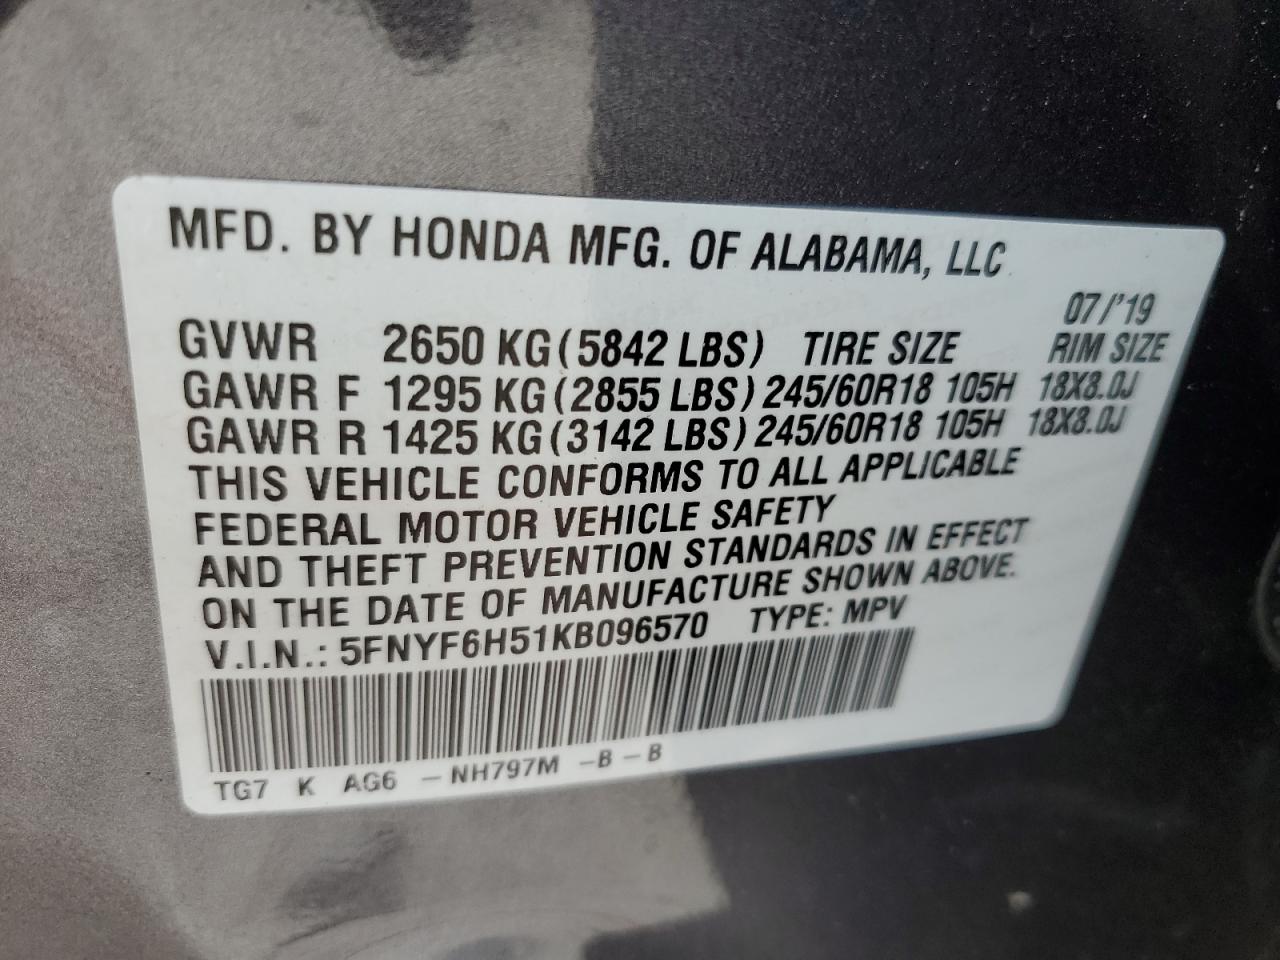 MFD. BY HONDA MFG. OF ALABAMA, LLC
07/'19
GVWR 2650 KG (5842 LBS) TIRE SIZE RIM SIZE
GAWR F 1295 KG (2855 LBS) 245/60R18 105H 18X8.0J
GAWR R 1425 KG (3142 LBS) 245/60R18 105H 18X8.0J
THIS VEHICLE CONFORMS TO ALL APPLICABLE
FEDERAL MOTOR VEHICLE SAFETY
AND THEFT PREVENTION STANDARDS IN EFFECT
ON THE DATE OF MANUFACTURE SHOWN ABOVE.
V.I.N.: 5FNYF6H51KB096570 TYPE: MPV
TG7 K AG6 -NH797M -B-B